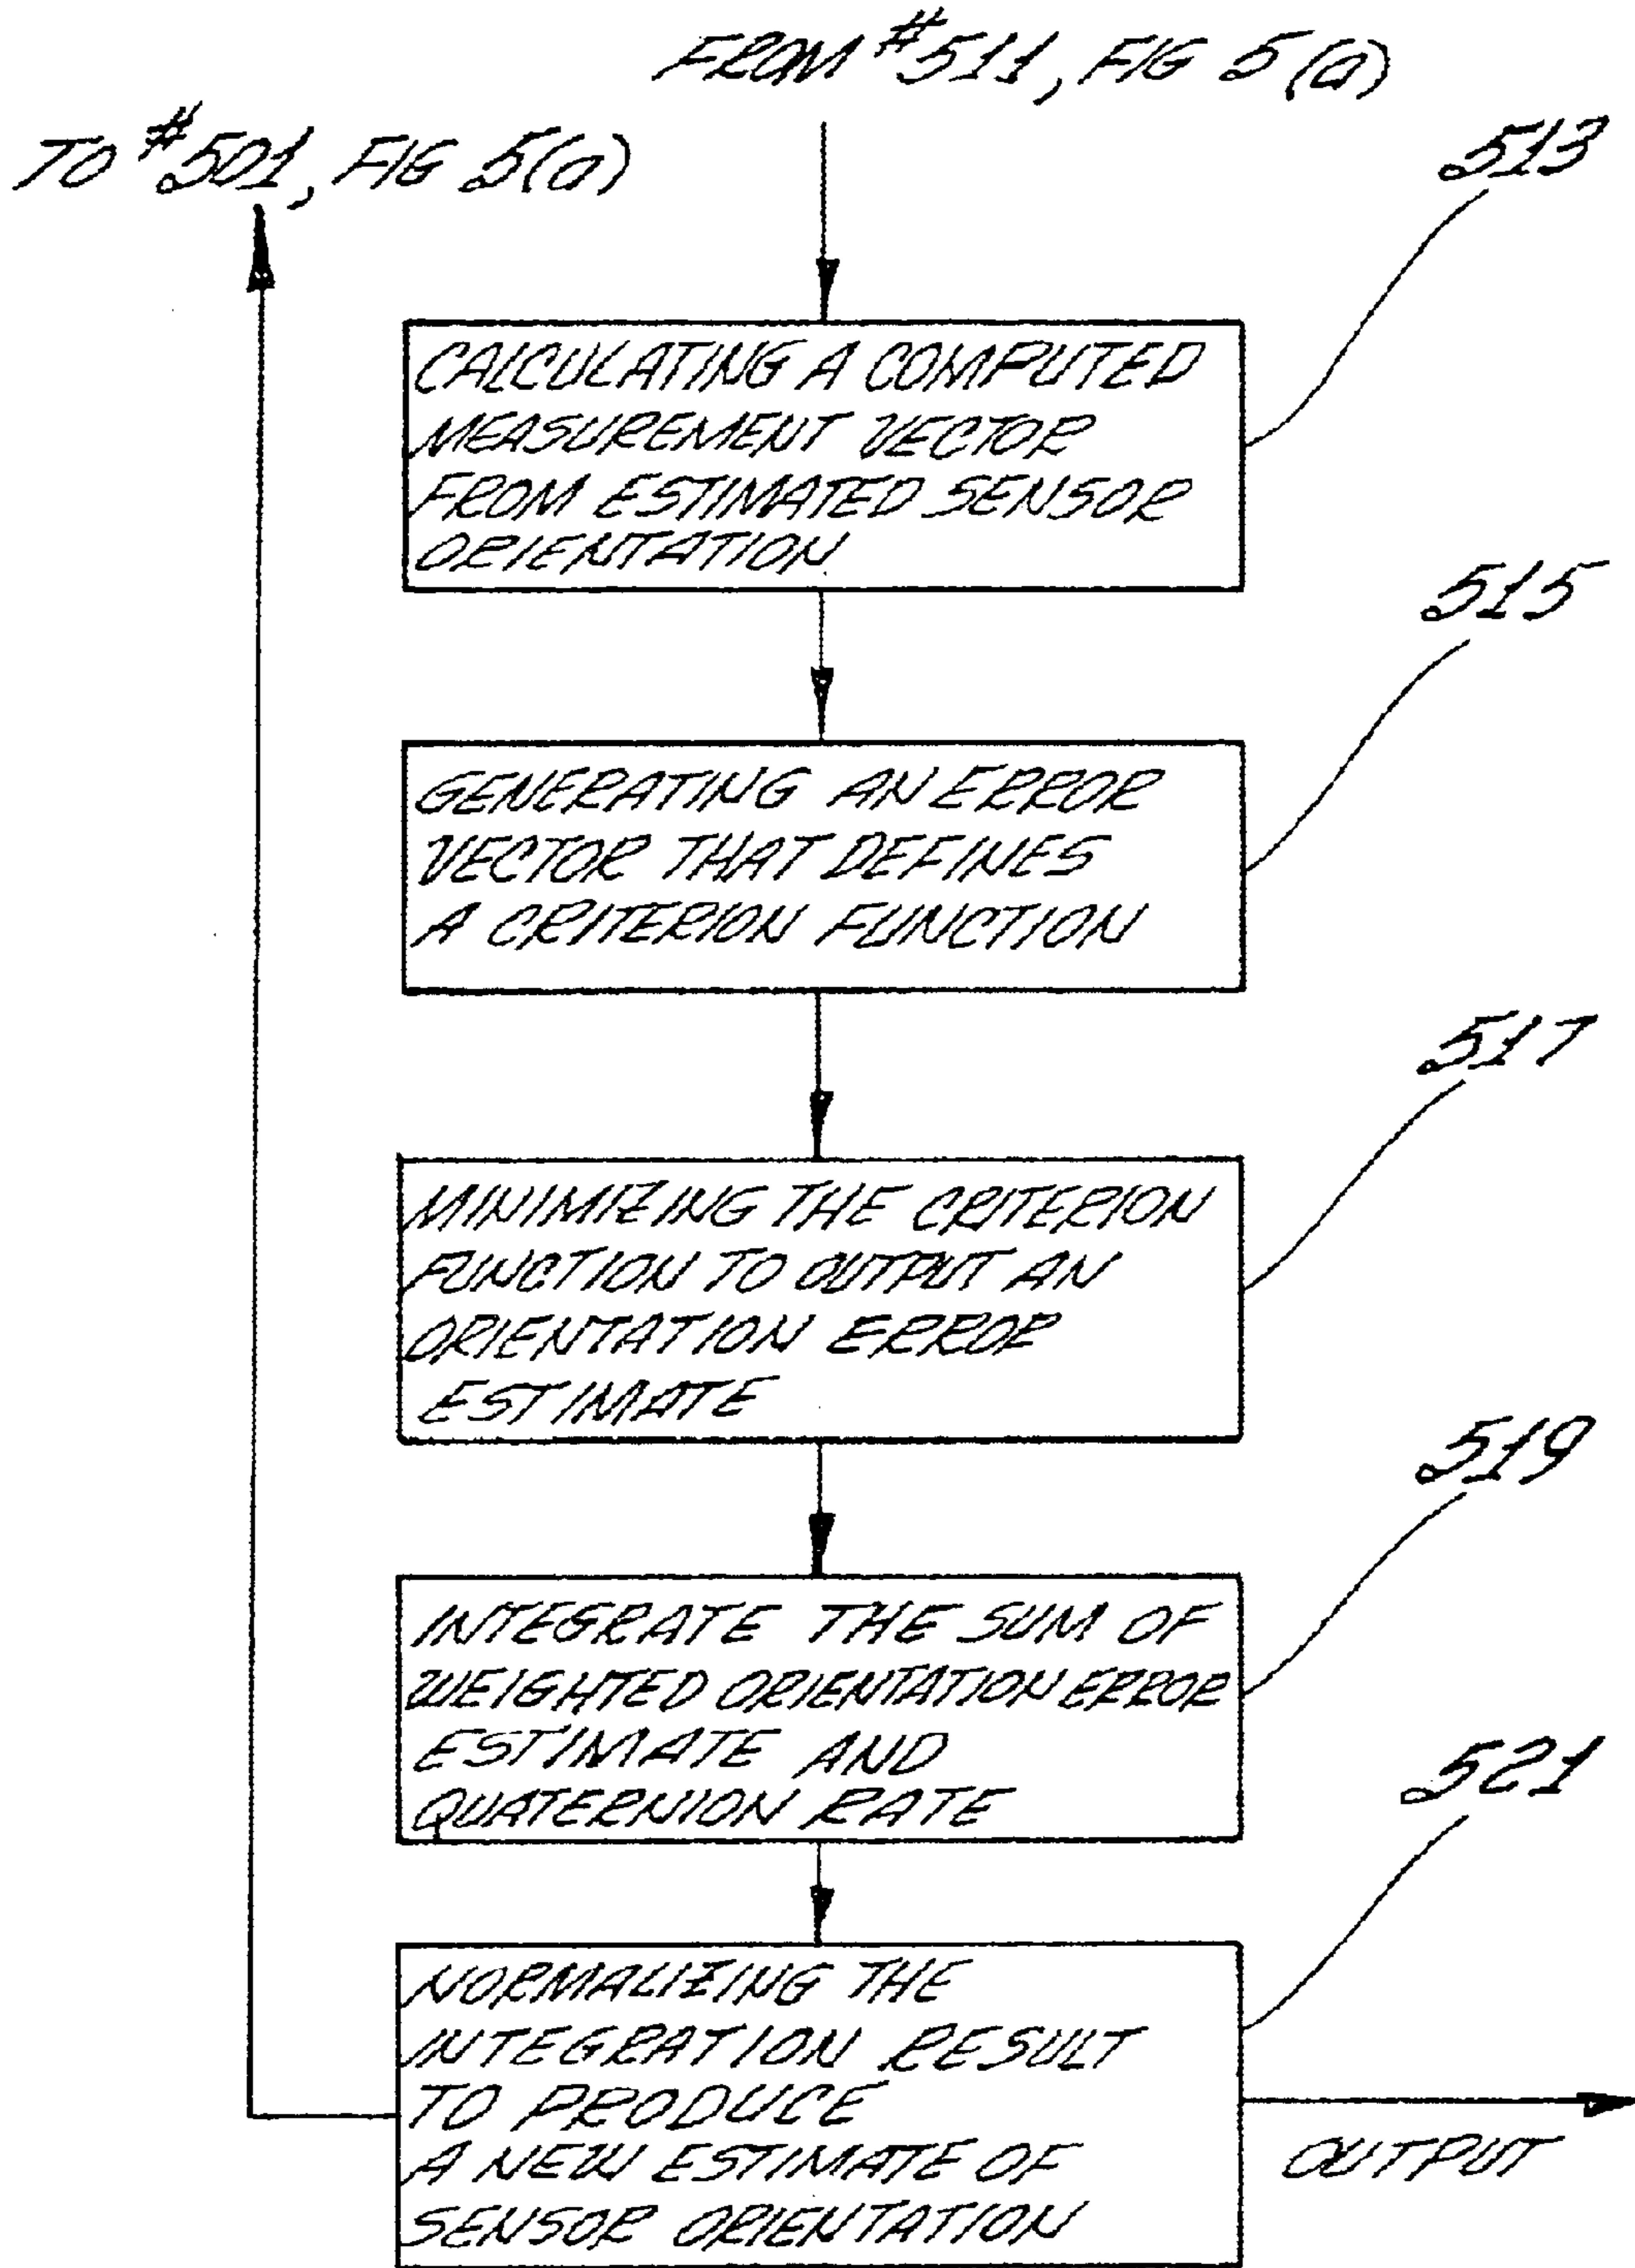 FROM #511, FIG 5(a)
TO #501, FIG 5(a)
513
CALCULATING A COMPUTED
MEASUREMENT VECTOR
FROM ESTIMATED SENSOR
ORIENTATION
515
GENERATING AN ERROR
VECTOR THAT DEFINES
A CRITERION FUNCTION
517
MINIMIZING THE CRITERION
FUNCTION TO OUTPUT AN
ORIENTATION ERROR
ESTIMATE
519
INTEGRATE THE SUM OF
WEIGHTED ORIENTATION ERROR
ESTIMATE AND
QUATERNION RATE
521
NORMALIZING THE
INTEGRATION RESULT
TO PRODUCE
A NEW ESTIMATE OF
SENSOR ORIENTATION
OUTPUT